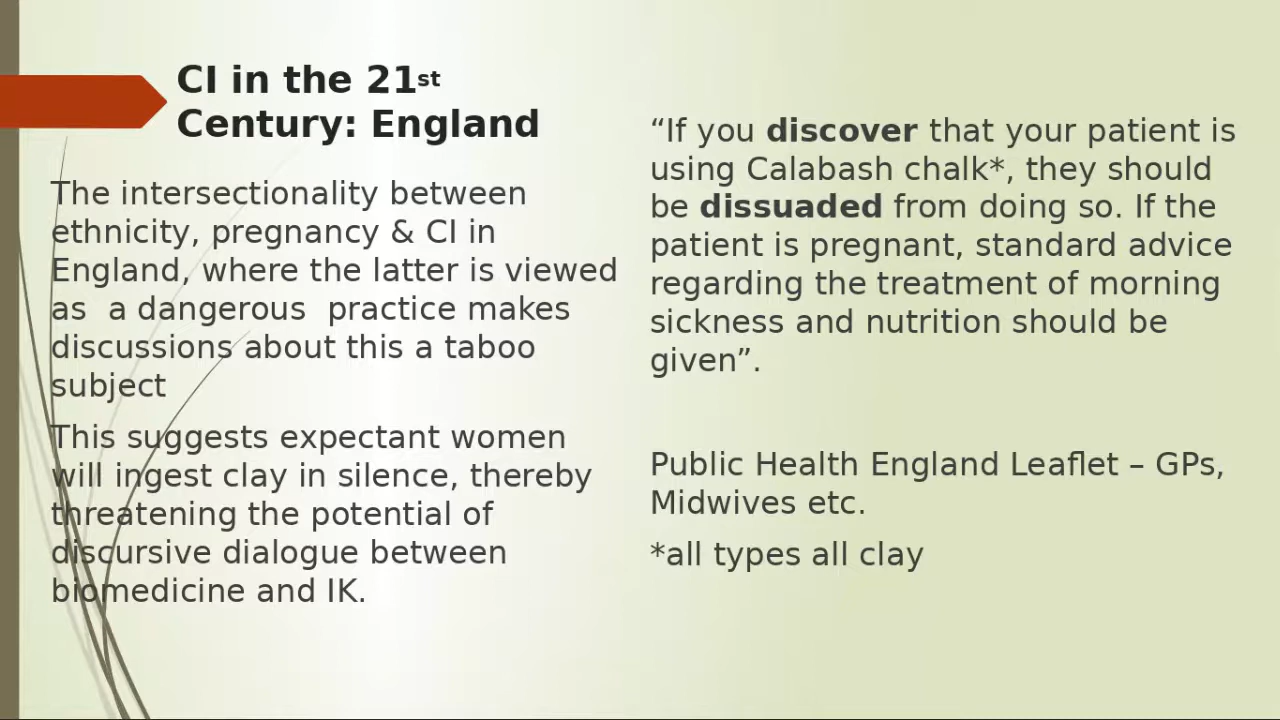 CI in the 21st
Century: England
The intersectionality between
ethnicity, pregnancy & CI in
England, where the latter is viewed
as  a dangerous  practice makes
discussions about this a taboo
subject
This suggests expectant women
will ingest clay in silence, thereby
threatening the potential of
discursive dialogue between
biomedicine and IK.
“If you discover that your patient is
using Calabash chalk*, they should
be dissuaded from doing so. If the
patient is pregnant, standard advice
regarding the treatment of morning
sickness and nutrition should be
given”.
Public Health England Leaflet – GPs,
Midwives etc.
*all types all clay